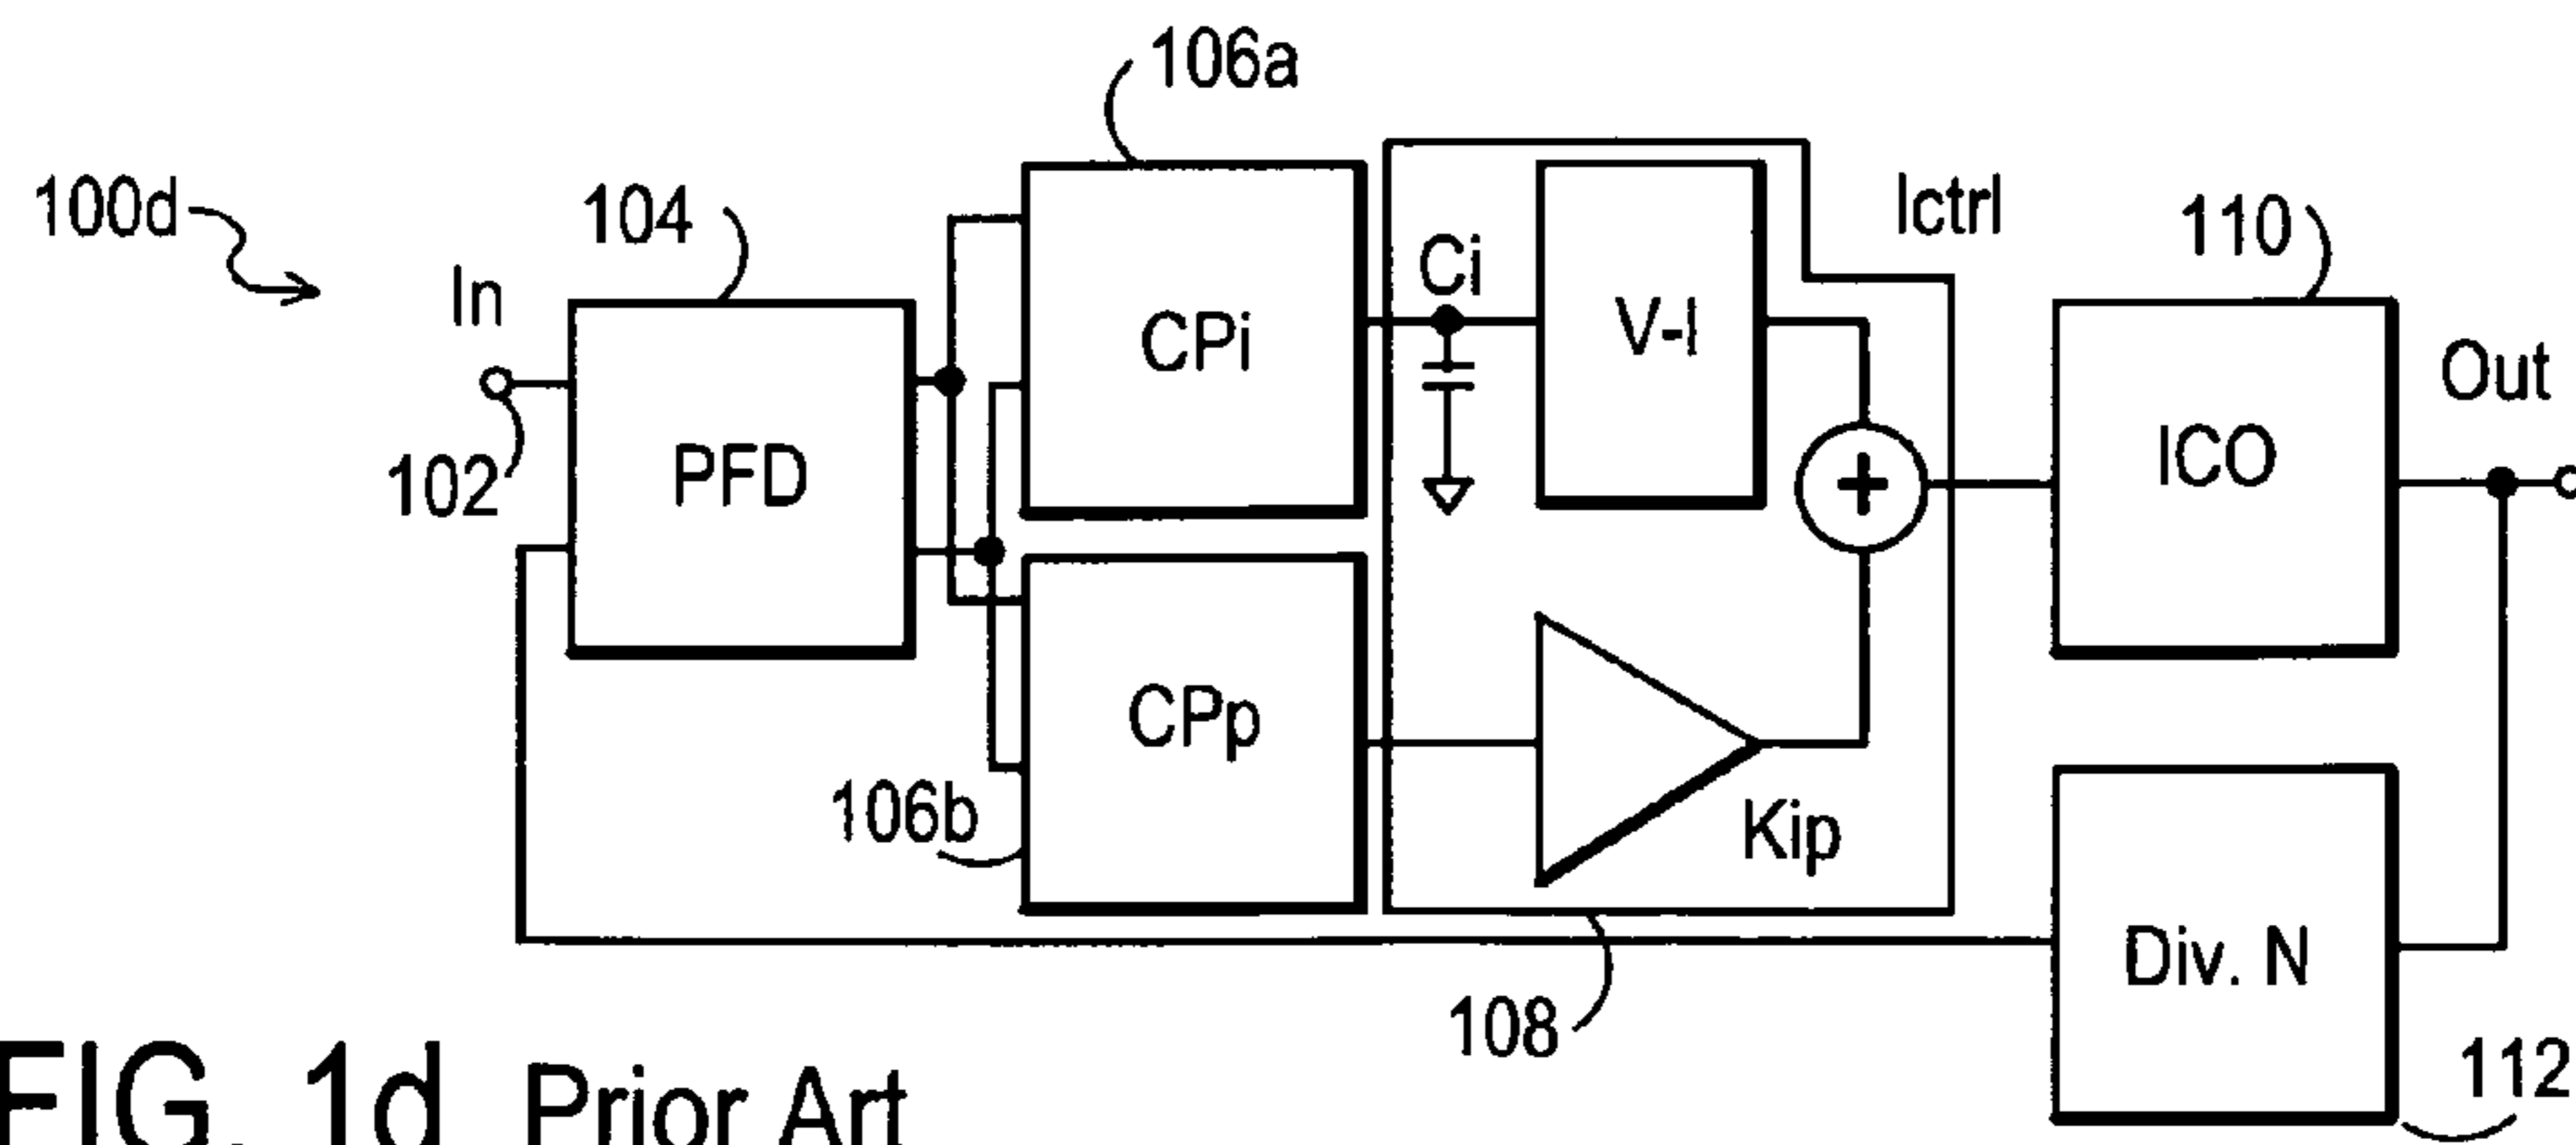 106a
100d
104
Ictrl
110
In
Ci
V-I
CPi
Out
102
PFD
ICO
+
CPp
106b
Kip
Div. N
108
112
FIG. 1d Prior Art